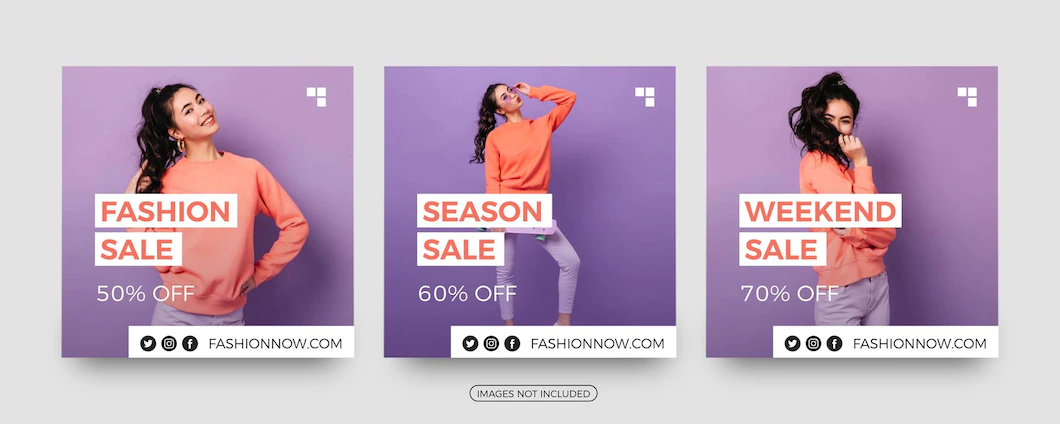 FASHION
SALE
50% OFF
FASHIONNOW.COM
SEASON
SALE
60% OFF
FASHIONNOW.COM
WEEKEND
SALE
70% OFF
FASHIONNOW.COM
IMAGES NOT INCLUDED